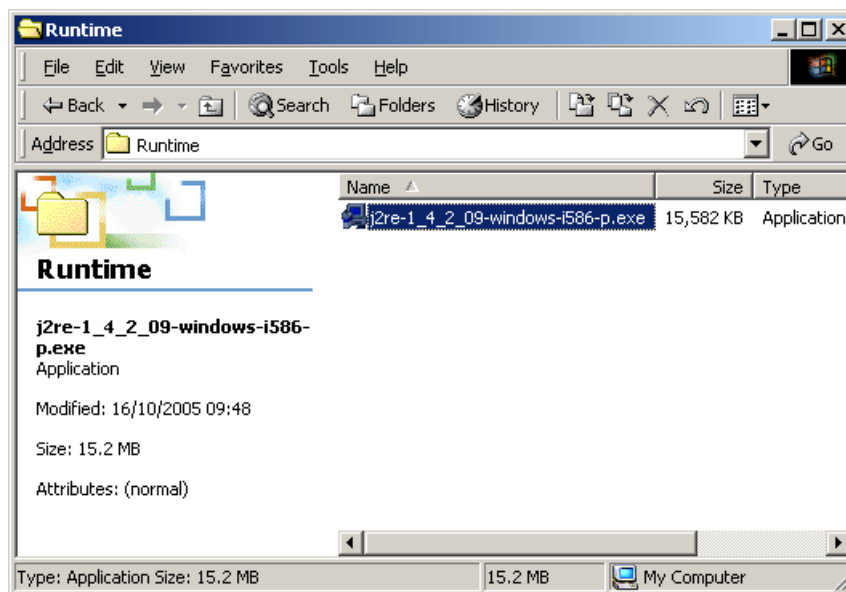 Runtime
File Edit View Favorites Tools Help
Back Search Folders History
Address Runtime Go
Name Size Type
j2re-1_4_2_09-windows-i586-p.exe 15,582 KB Application
Runtime
j2re-1_4_2_09-windows-i586-
p.exe
Application
Modified: 16/10/2005 09:48
Size: 15.2 MB
Attributes: (normal)
Type: Application Size: 15.2 MB 15.2 MB My Computer